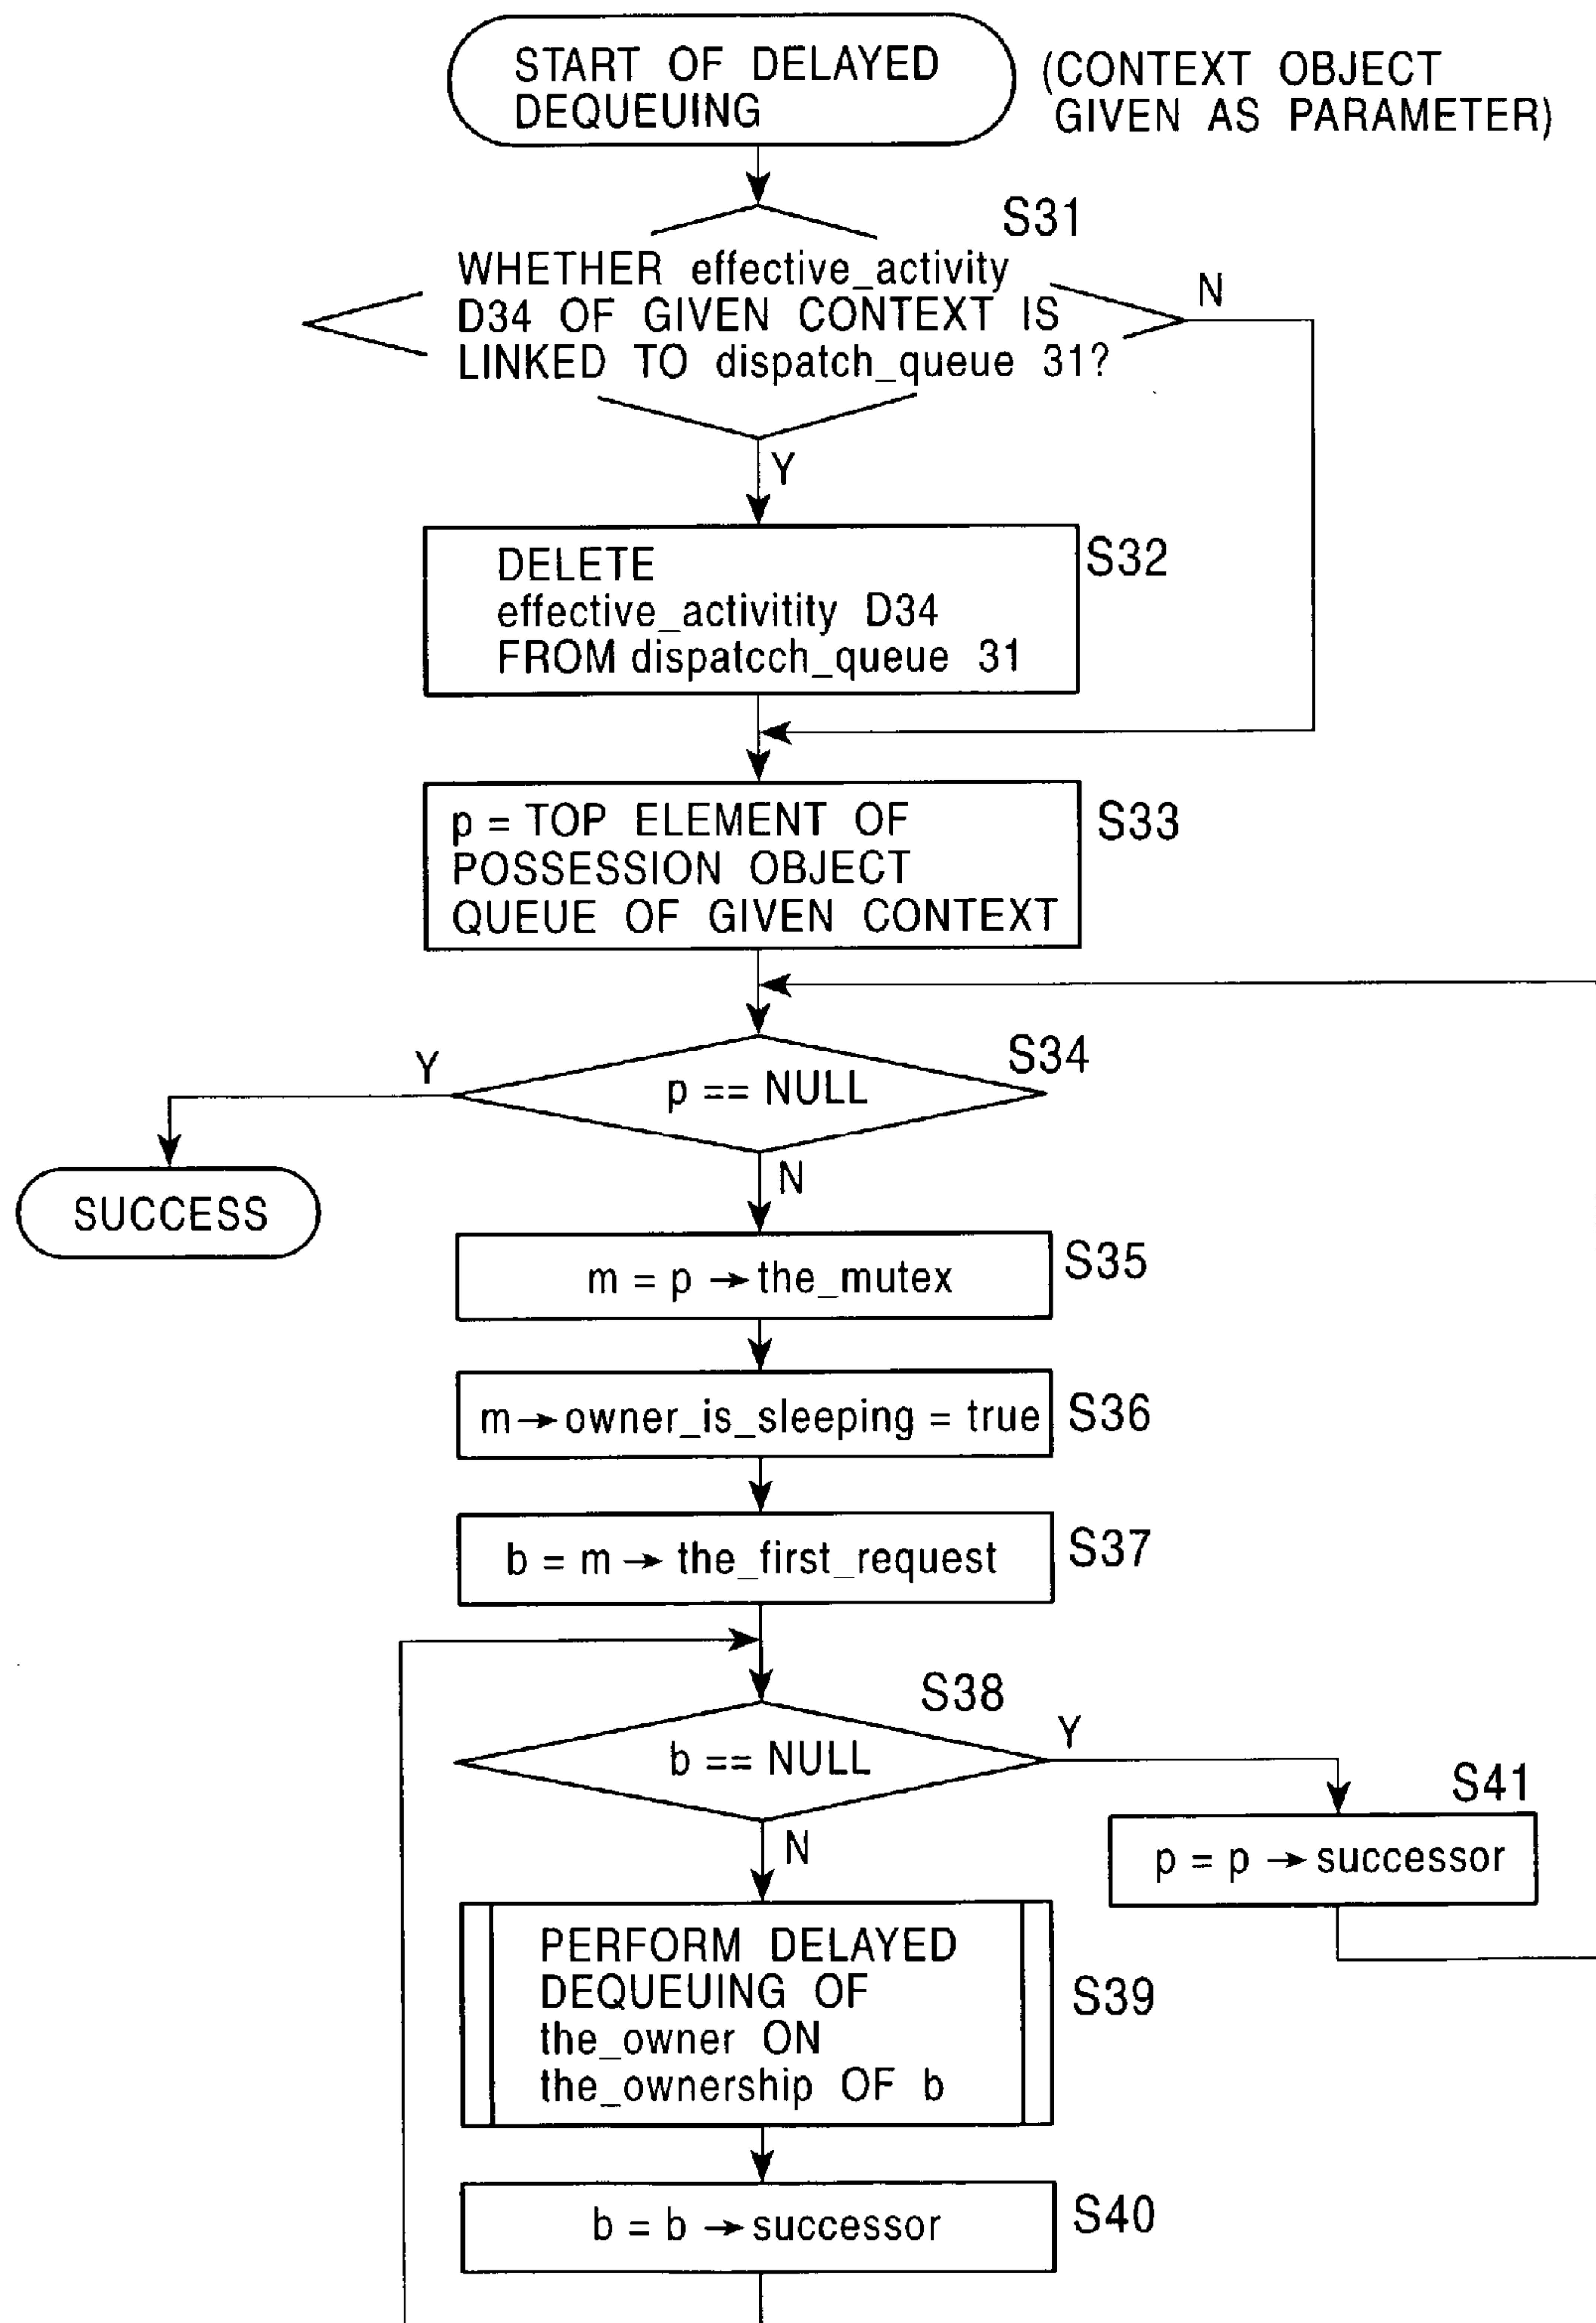 START OF DELAYED
DEQUEUING
(CONTEXT OBJECT
GIVEN AS PARAMETER)
S31
WHETHER effective_activity
D34 OF GIVEN CONTEXT IS
LINKED TO dispatch_queue 31?
N
Y
DELETE
effective_activitity D34
FROM dispatcch_queue 31
S32
p = TOP ELEMENT OF
POSSESSION OBJECT
QUEUE OF GIVEN CONTEXT
S33
S34
Y
p == NULL
SUCCESS
N
m = p → the_mutex
S35
m → owner_is_sleeping = true
S36
b = m → the_first_request
S37
S38
b == NULL
Y
S41
N
p = p → successor
PERFORM DELAYED
DEQUEUING OF
the_owner ON
the_ownership OF b
S39
b = b → successor
S40